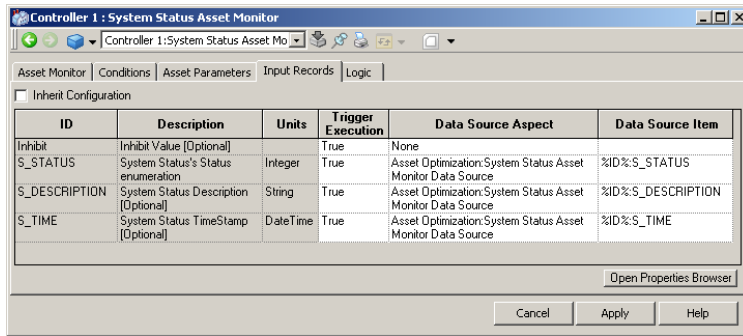 Controller 1 : System Status Asset Monitor
Controller 1:System Status Asset Mo
Asset Monitor Conditions Asset Parameters Input Records Logic
Inherit Configuration
ID Description Units Trigger Execution Data Source Aspect Data Source Item
Inhibit Inhibit Value [Optional] True None
S_STATUS System Status's Status enumeration Integer True Asset Optimization:System Status Asset Monitor Data Source %ID%:S_STATUS
S_DESCRIPTION System Status Description [Optional] String True Asset Optimization:System Status Asset Monitor Data Source %ID%:S_DESCRIPTION
S_TIME System Status TimeStamp [Optional] DateTime True Asset Optimization:System Status Asset Monitor Data Source %ID%:S_TIME
Open Properties Browser
Cancel Apply Help